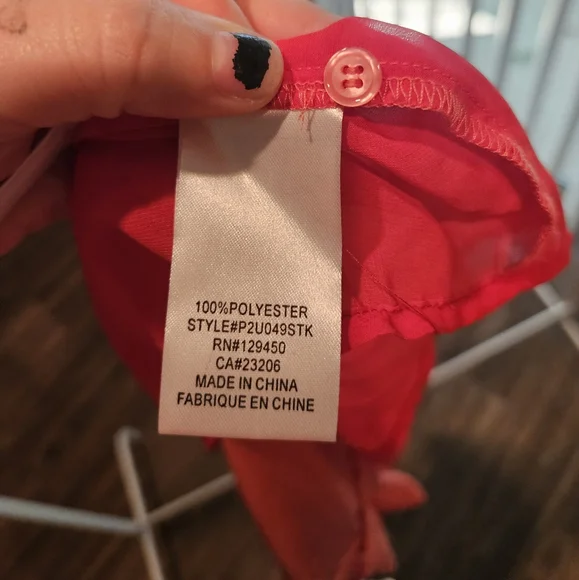 100%POLYESTER
STYLE#P2U049STK
RN#129450
CA#23206
MADE IN CHINA
FABRIQUE EN CHINE